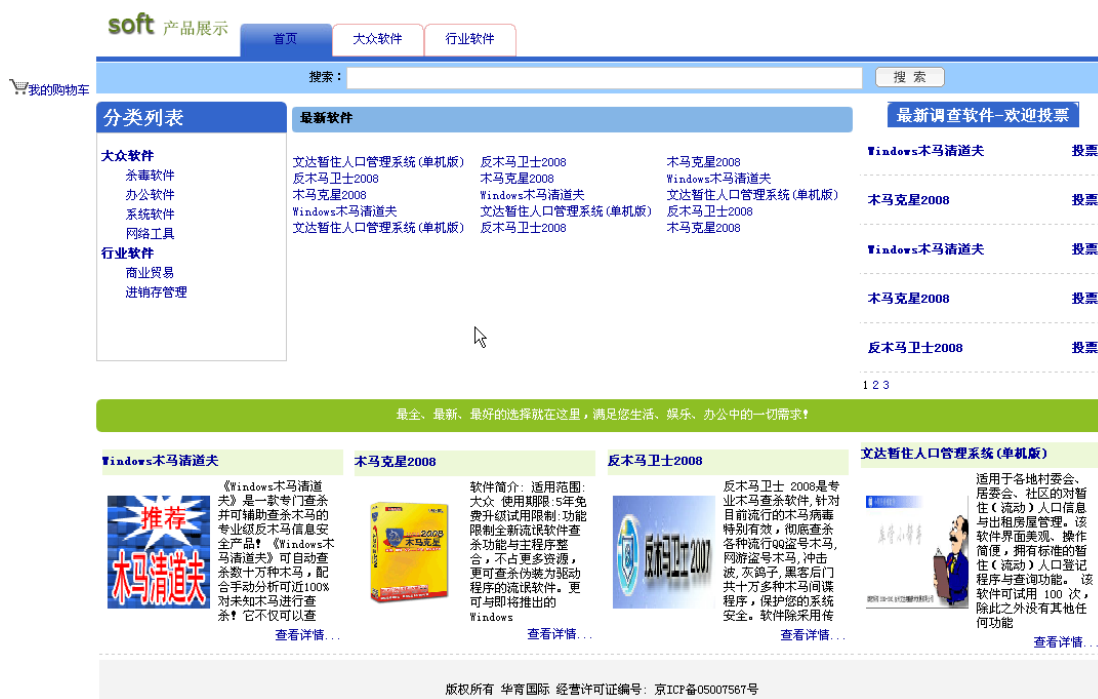 soft 产品展示
首页 大众软件 行业软件
我的购物车
搜索： 搜 索
分类列表
大众软件
杀毒软件
办公软件
系统软件
网络工具
行业软件
商业贸易
进销存管理
最新软件
文达暂住人口管理系统(单机版) 反木马卫士2008 木马克星2008
反木马卫士2008 木马克星2008 Windows木马清道夫
木马克星2008 Windows木马清道夫 文达暂住人口管理系统(单机版)
Windows木马清道夫 文达暂住人口管理系统(单机版) 反木马卫士2008
文达暂住人口管理系统(单机版) 反木马卫士2008 木马克星2008
最新调查软件-欢迎投票
Windows木马清道夫 投票
木马克星2008 投票
Windows木马清道夫 投票
木马克星2008 投票
反木马卫士2008 投票
1 2 3
最全、最新、最好的选择就在这里，满足您生活、娱乐、办公中的一切需求！
Windows木马清道夫
推荐
木马清道夫
《Windows木马清道
夫》是一款专门查杀
并可辅助查杀木马的
专业级反木马信息安
全产品！《Windows木
马清道夫》可自动查
杀数十万种木马，配
合手动分析可近100%
对未知木马进行查
杀！它不仅可以查
查看详情...
木马克星2008
2008
木马克星
软件简介: 适用范围:
大众 使用期限:5年免
费升级试用限制:功能
限制全新流氓软件查
杀功能与主程序整
合，不占更多资源，
更可查杀伪装为驱动
程序的流氓软件。更
可与即将推出的
Windows
查看详情...
反木马卫士2008
反木马卫士 2007
反木马卫士 2008是专
业木马查杀软件,针对
目前流行的木马病毒
特别有效，彻底查杀
各种流行QQ盗号木马,
网游盗号木马,冲击
波,灰鸽子,黑客后门
共十万多种木马间谍
程序，保护您的系统
安全。软件除采用传
查看详情...
文达暂住人口管理系统(单机版)
适用于各地村委会、
居委会、社区的对暂
住（流动）人口信息
与出租房屋管理。该
软件界面美观、操作
简便，拥有标准的暂
住（流动）人口登记
程序与查询功能。 该
软件可试用 100 次，
除此之外没有其他任
何功能
查看详情...
版权所有 华育国际 经营许可证编号: 京ICP备05007567号